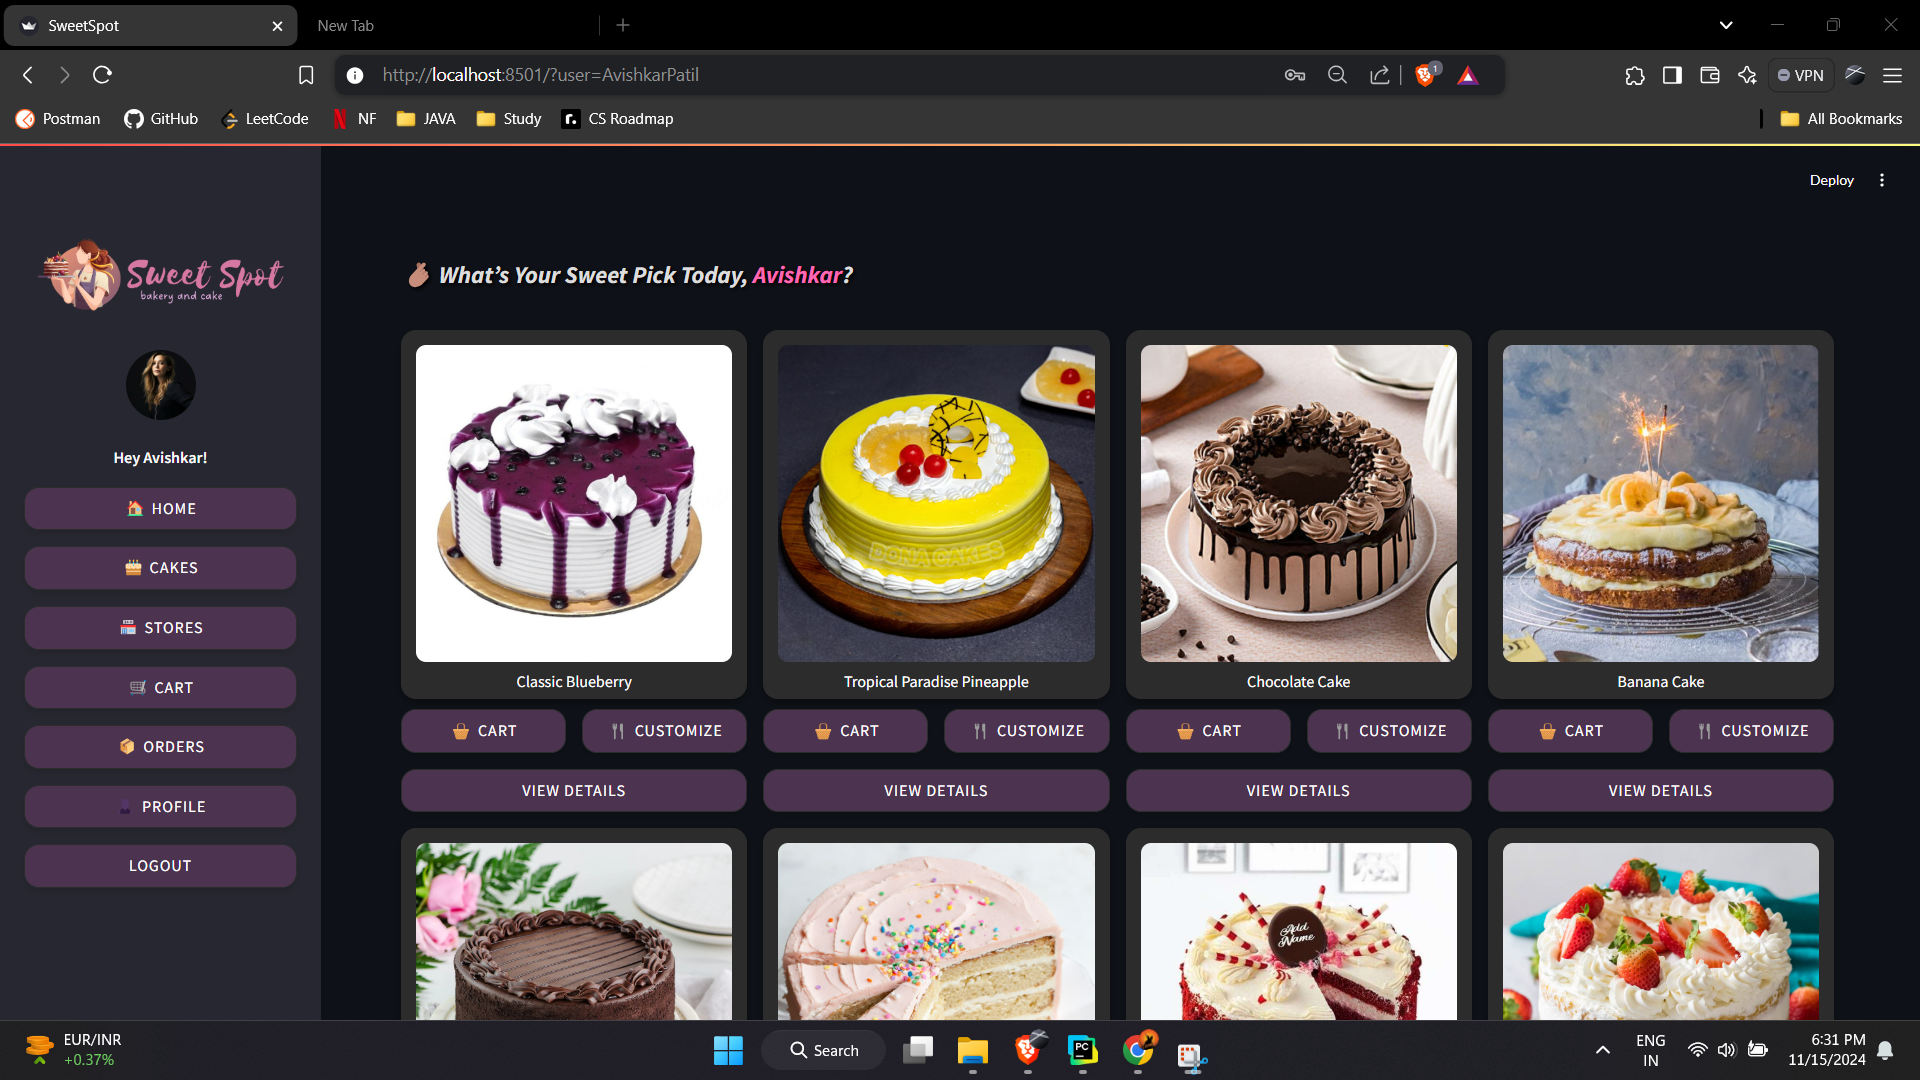 SweetSpot
New Tab
http://localhost:8501/?user=AvishkarPatil
1
VPN
Postman
GitHub
LeetCode
NF
JAVA
Study
CS Roadmap
All Bookmarks
Deploy
Sweet Spot
bakery and cake
What's Your Sweet Pick Today, Avishkar?
Hey Avishkar!
HOME
CAKES
STORES
CART
ORDERS
PROFILE
LOGOUT
DONA CAKES
Classic Blueberry
Tropical Paradise Pineapple
Chocolate Cake
Banana Cake
CART
CUSTOMIZE
CART
CUSTOMIZE
CART
CUSTOMIZE
CART
CUSTOMIZE
VIEW DETAILS
VIEW DETAILS
VIEW DETAILS
VIEW DETAILS
Add
Name
EUR/INR
+0.37%
Search
PC
ENG
IN
6:31 PM
11/15/2024